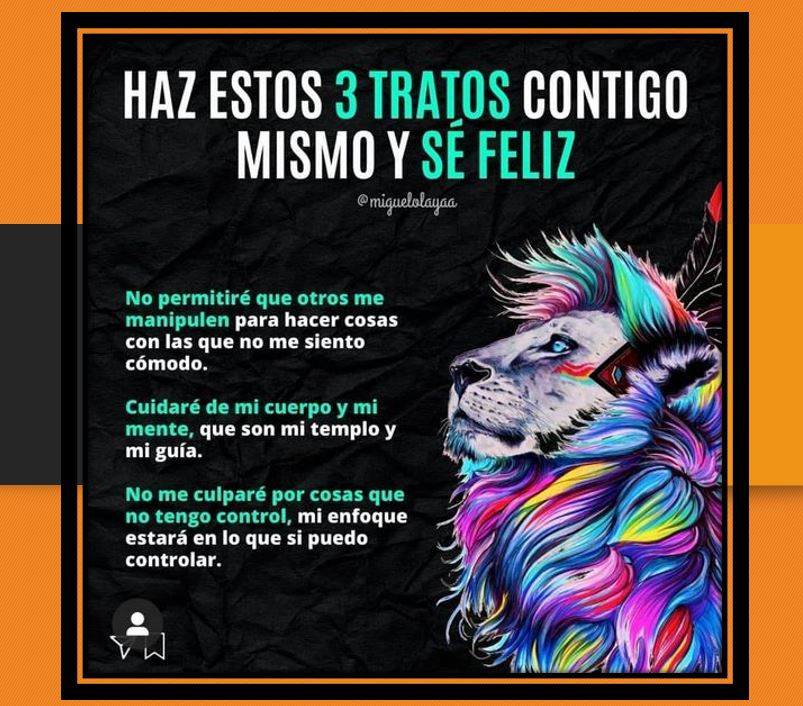 HAZ ESTOS 3 TRATOS CONTIGO
MISMO Y SÉ FELIZ
@miguelolayaa
No permitiré que otros me
manipulen para hacer cosas
con las que no me siento
cómodo.
Cuidaré de mi cuerpo y mi
mente, que son mi templo y
mi guía.
No me culparé por cosas que
no tengo control, mi enfoque
estará en lo que si puedo
controlar.